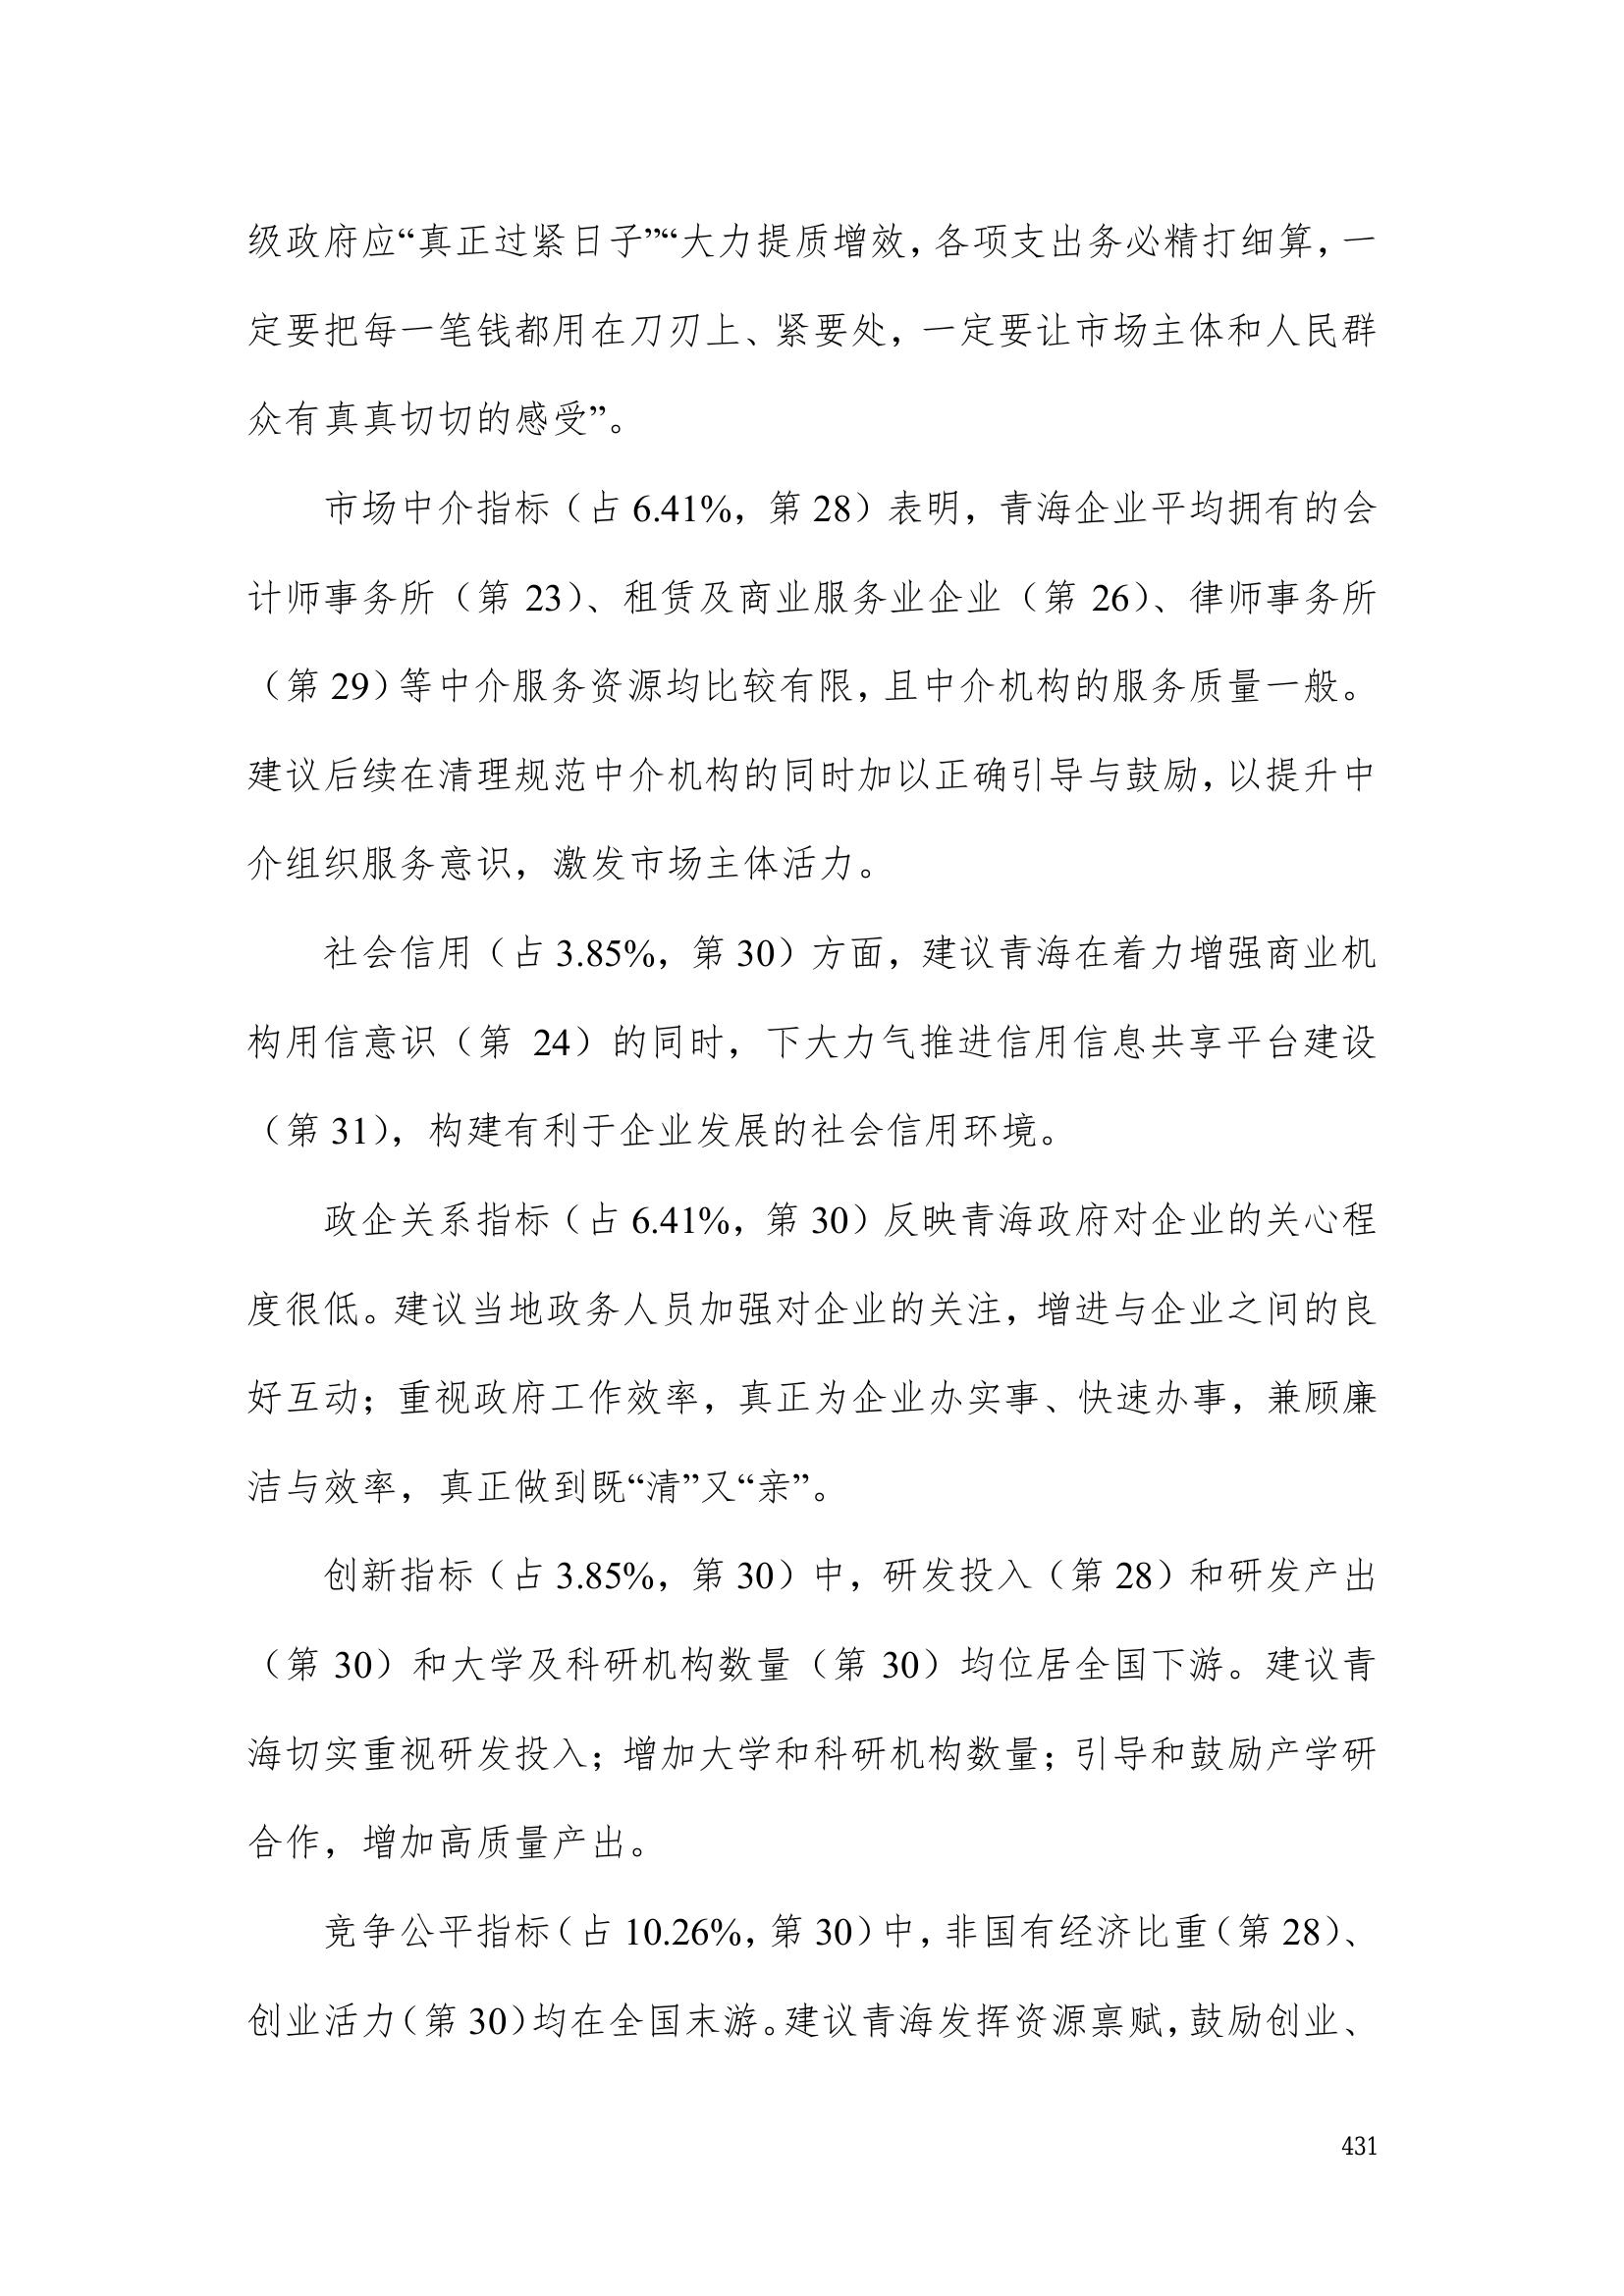 级政府应“真正过紧日子”“大力提质增效，各项支出务必精打细算，一
定要把每一笔钱都用在刀刃上、紧要处，一定要让市场主体和人民群
众有真真切切的感受”。
市场中介指标（占 6.41%，第 28）表明，青海企业平均拥有的会
计师事务所（第 23）、租赁及商业服务业企业（第 26）、律师事务所
（第 29）等中介服务资源均比较有限，且中介机构的服务质量一般。
建议后续在清理规范中介机构的同时加以正确引导与鼓励，以提升中
介组织服务意识，激发市场主体活力。
社会信用（占 3.85%，第 30）方面，建议青海在着力增强商业机
构用信意识（第 24）的同时，下大力气推进信用信息共享平台建设
（第 31），构建有利于企业发展的社会信用环境。
政企关系指标（占 6.41%，第 30）反映青海政府对企业的关心程
度很低。建议当地政务人员加强对企业的关注，增进与企业之间的良
好互动；重视政府工作效率，真正为企业办实事、快速办事，兼顾廉
洁与效率，真正做到既“清”又“亲”。
创新指标（占 3.85%，第 30）中，研发投入（第 28）和研发产出
（第 30）和大学及科研机构数量（第 30）均位居全国下游。建议青
海切实重视研发投入；增加大学和科研机构数量；引导和鼓励产学研
合作，增加高质量产出。
竞争公平指标（占 10.26%，第 30）中，非国有经济比重（第 28）、
创业活力（第 30）均在全国末游。建议青海发挥资源禀赋，鼓励创业、
431